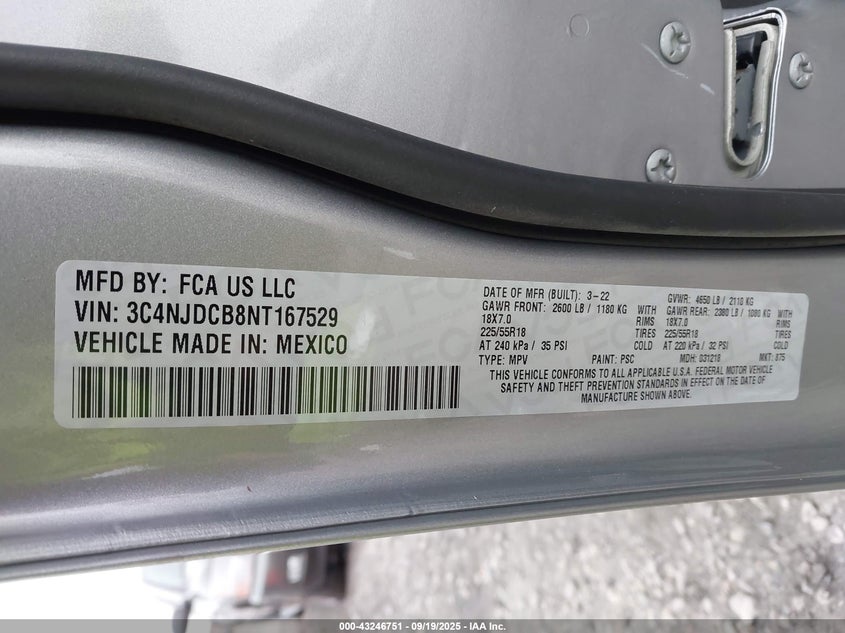 MFD BY: FCA US LLC
VIN: 3C4NJDCB8NT167529
VEHICLE MADE IN: MEXICO
DATE OF MFR (BUILT): 3-22 GVWR: 4650 LB / 2110 KG
GAWR FRONT: 2600 LB / 1180 KG WITH GAWR REAR: 2380 LB / 1080 KG WITH
18X7.0 RIMS 18X7.0 RIMS
225/55R18 TIRES 225/55R18 TIRES
AT 240 kPa / 35 PSI COLD AT 220 kPa / 32 PSI COLD
TYPE: MPV PAINT: PSC MDH: 031218 MKT: 875
THIS VEHICLE CONFORMS TO ALL APPLICABLE U.S.A. FEDERAL MOTOR VEHICLE
SAFETY AND THEFT PREVENTION STANDARDS IN EFFECT ON THE DATE OF
MANUFACTURE SHOWN ABOVE.
000-43246751 - 09/19/2025 - IAA Inc.